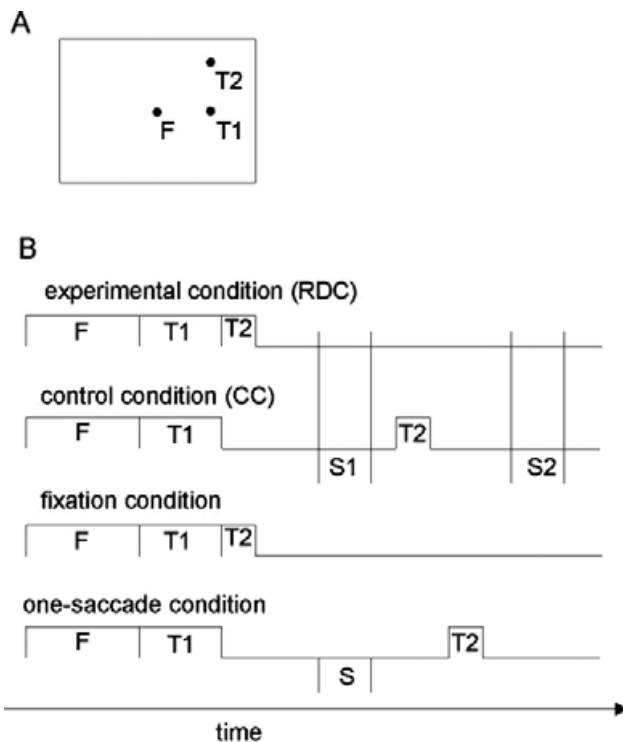 A
T2
F T1
B
experimental condition (RDC)
F T1 T2
control condition (CC)
F T1 T2
S1 S2
fixation condition
F T1 T2
one-saccade condition
F T1 T2
S
time